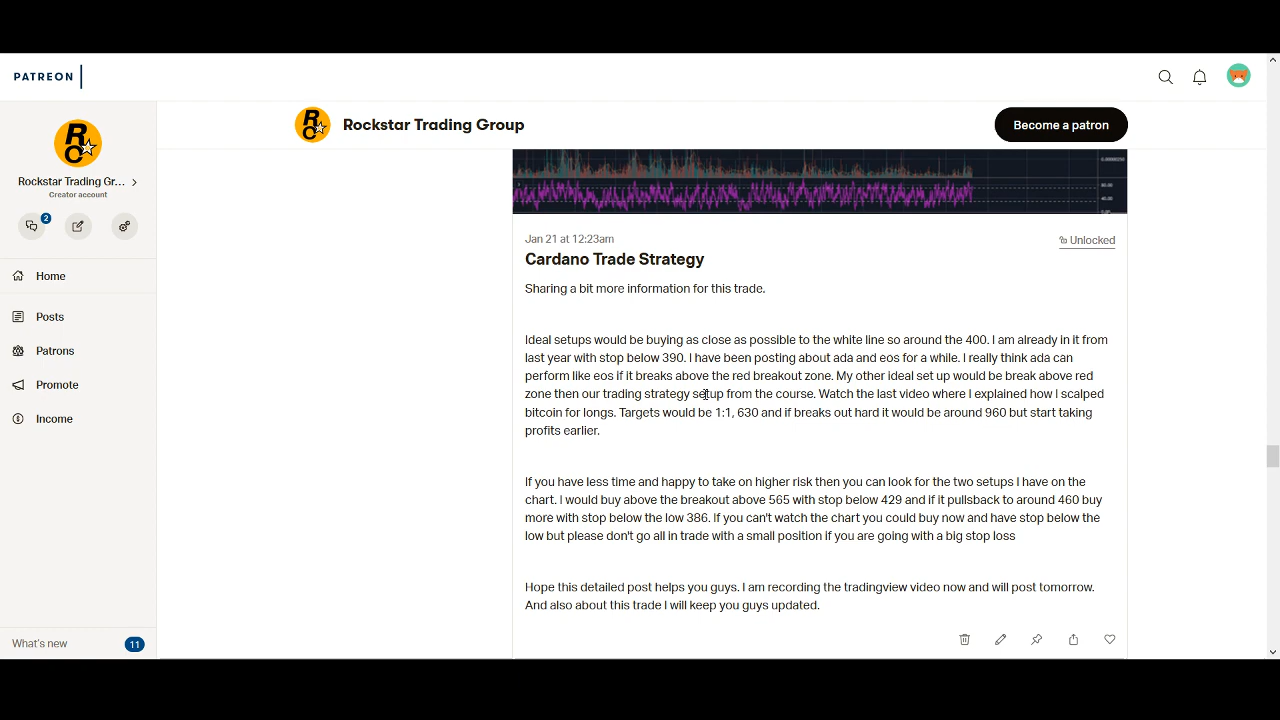 PATREON
RC
Rockstar Trading Group
Become a patron
RC
Rockstar Trading Gr...
Creator account
2
Home
Posts
Patrons
Promote
Income
What's new
11
Jan 21 at 12:23am
Unlocked
Cardano Trade Strategy
Sharing a bit more information for this trade.
Ideal setups would be buying as close as possible to the white line so around the 400. I am already in it from
last year with stop below 390. I have been posting about ada and eos for a while. I really think ada can
perform like eos if it breaks above the red breakout zone. My other ideal set up would be break above red
zone then our trading strategy setup from the course. Watch the last video where I explained how I scalped
bitcoin for longs. Targets would be 1:1, 630 and if breaks out hard it would be around 960 but start taking
profits earlier.
If you have less time and happy to take on higher risk then you can look for the two setups I have on the
chart. I would buy above the breakout above 565 with stop below 429 and if it pullsback to around 460 buy
more with stop below the low 386. If you can't watch the chart you could buy now and have stop below the
low but please don't go all in trade with a small position if you are going with a big stop loss
Hope this detailed post helps you guys. I am recording the tradingview video now and will post tomorrow.
And also about this trade I will keep you guys updated.